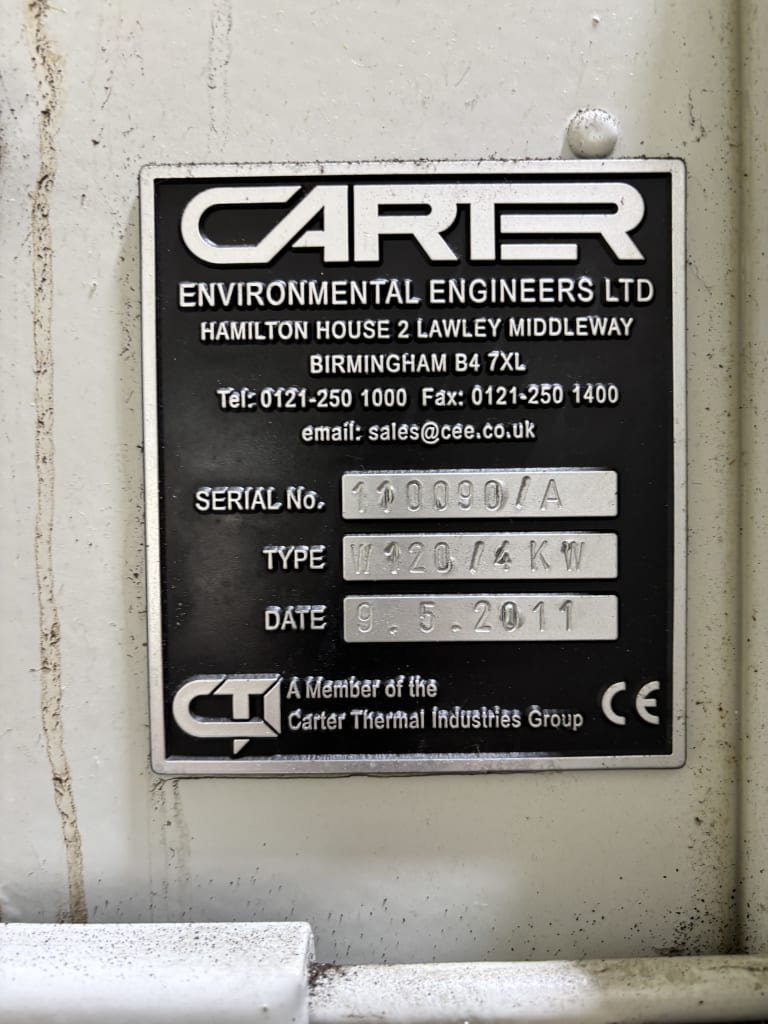 CARTER
ENVIRONMENTAL ENGINEERS LTD
HAMILTON HOUSE 2 LAWLEY MIDDLEWAY
BIRMINGHAM B4 7XL
Tel: 0121-250 1000 Fax: 0121-250 1400
email: sales@cee.co.uk
SERIAL No. 110090/A
TYPE W120/4KW
DATE 9.5.2011
CT A Member of the
Carter Thermal Industries Group CE